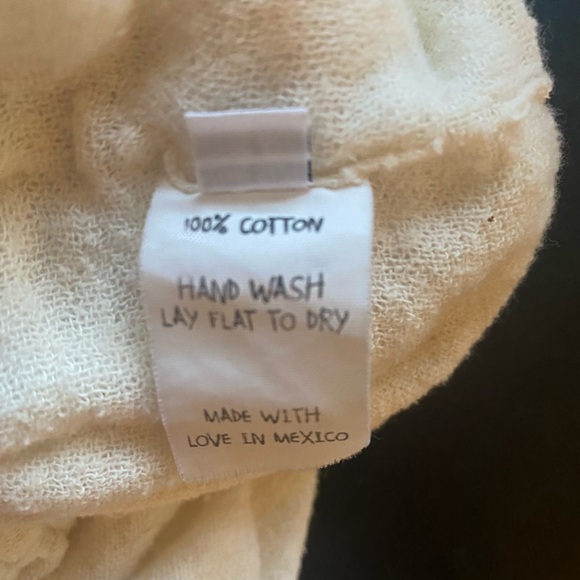 100% COTTON
HAND WASH
LAY FLAT TO DRY
MADE WITH
LOVE IN MEXICO